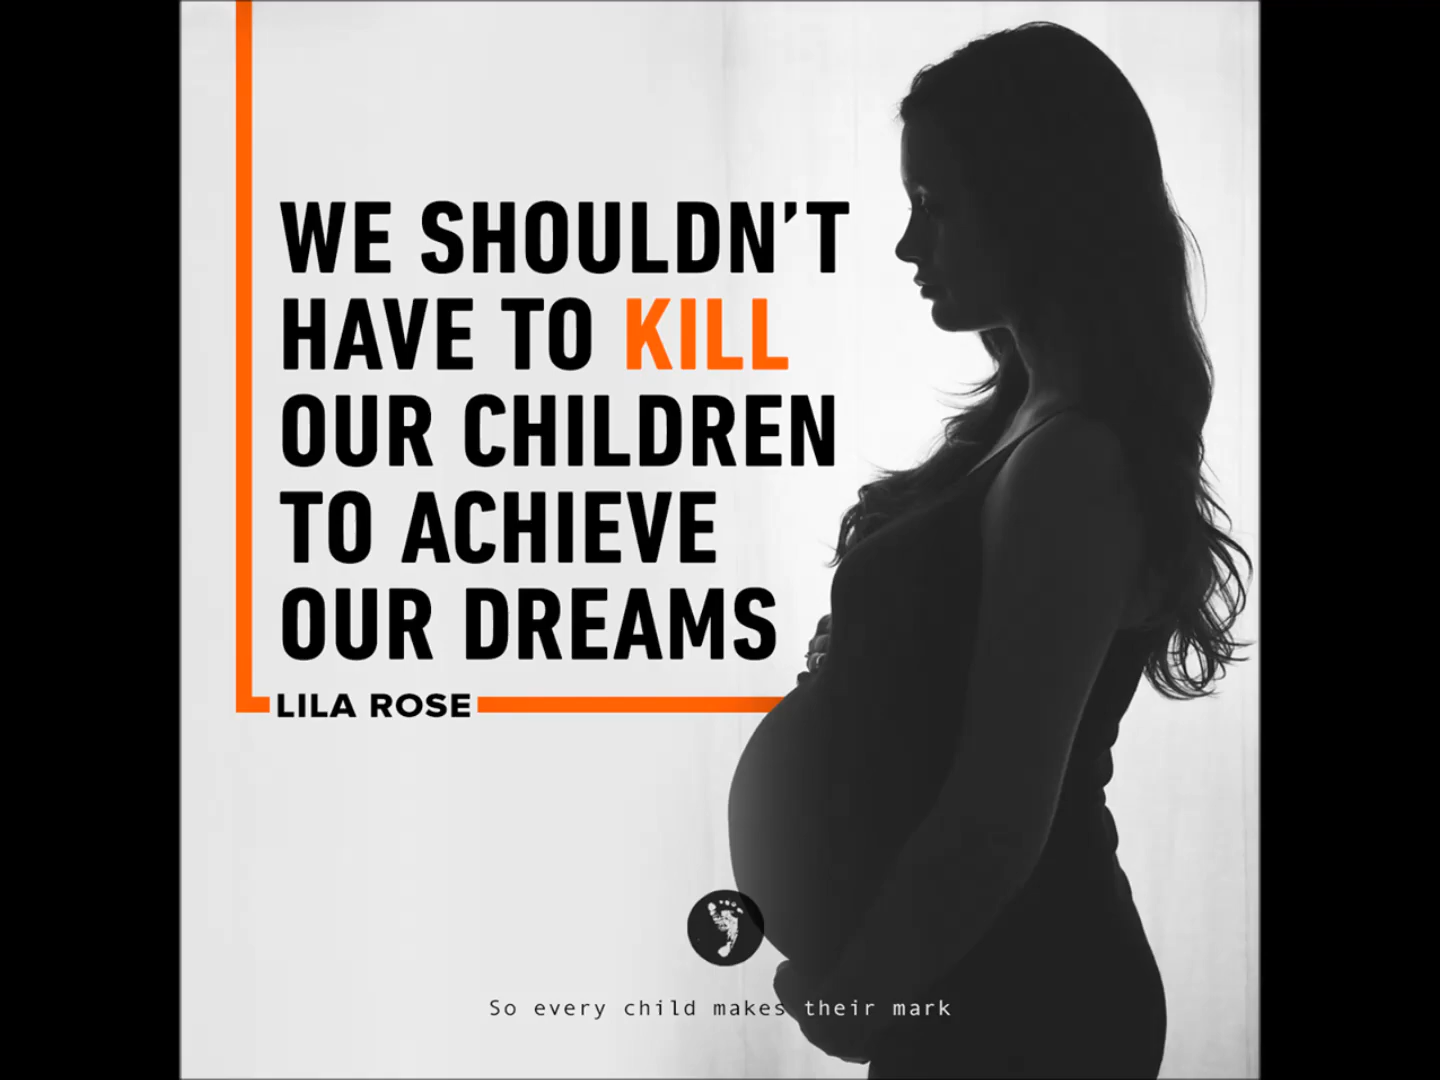 WE SHOULDN'T
HAVE TO KILL
OUR CHILDREN
TO ACHIEVE
OUR DREAMS
LILA ROSE
So every child makes their mark